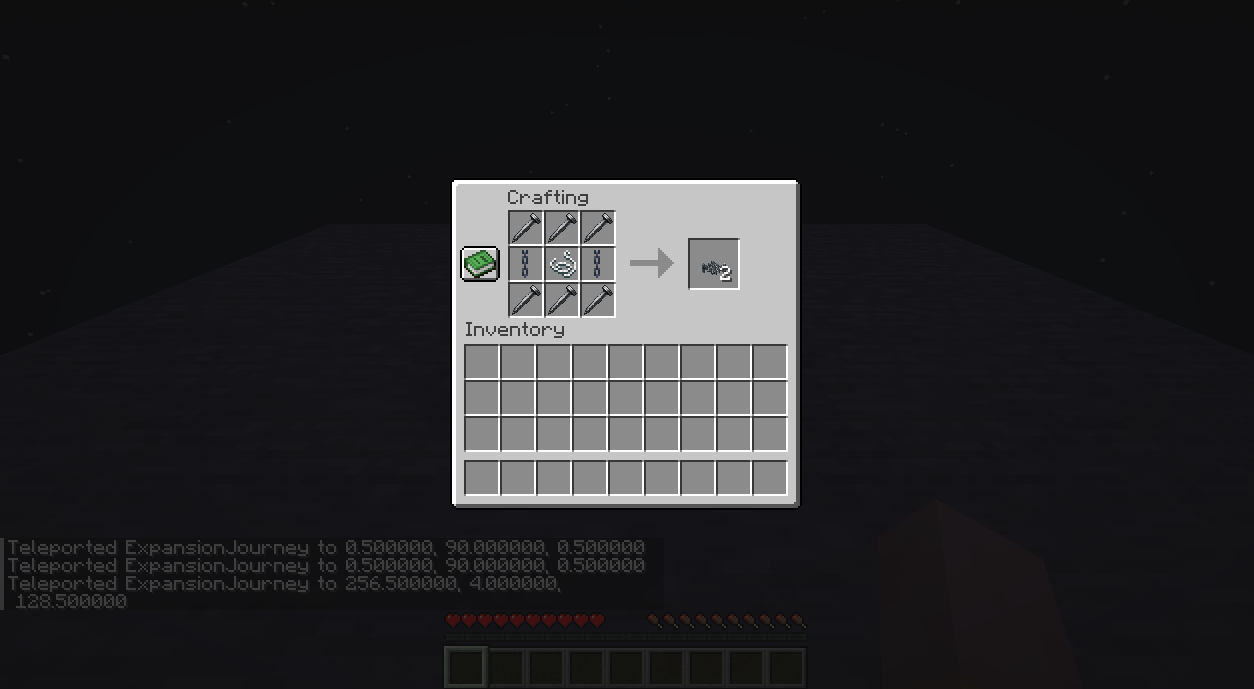 Crafting
2
Inventory
Teleported ExpansionJourney to 0.500000, 90.000000, 0.500000
Teleported ExpansionJourney to 0.500000, 90.000000, 0.500000
Teleported ExpansionJourney to 256.500000, 4.000000,
128.500000